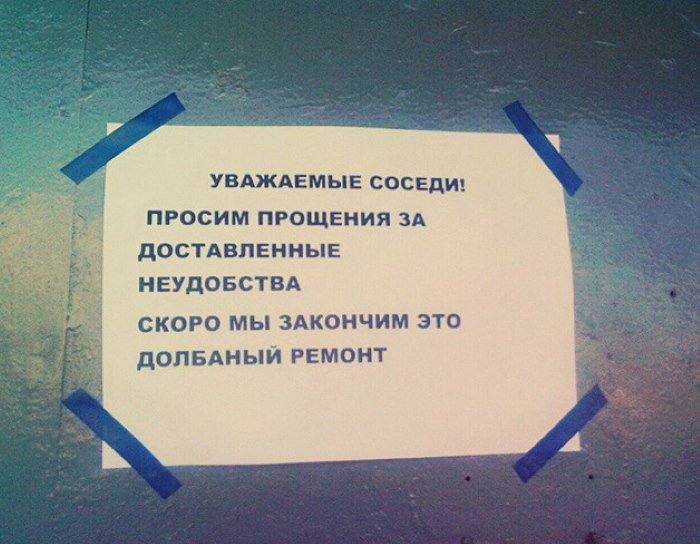 УВАЖАЕМЫЕ СОСЕДИ!
ПРОСИМ ПРОЩЕНИЯ ЗА
ДОСТАВЛЕННЫЕ
НЕУДОБСТВА
СКОРО МЫ ЗАКОНЧИМ ЭТО
ДОЛБАНЫЙ РЕМОНТ